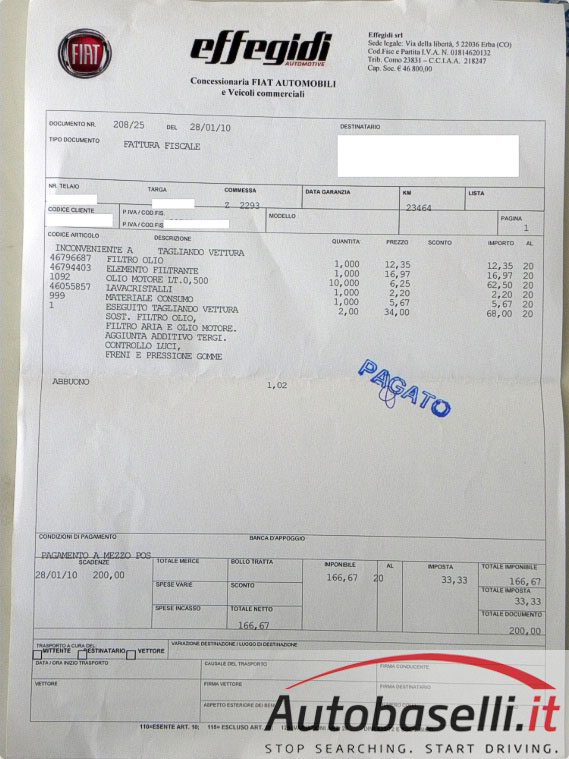 FIAT
effegidi
AUTOMOTIVE
Concessionaria FIAT AUTOMOBILI
e Veicoli commerciali
Effegidi srl
Sede legale: Via della libertà, 5 22036 Erba (CO)
Cod.Fisc e Partita I.V.A. N. 01814620132
Trib. Como 23831 – C.C.I.A.A. 218247
Cap. Soc. € 46 800,00
DOCUMENTO NR. 208/25 DEL 28/01/10
TIPO DOCUMENTO FATTURA FISCALE
DESTINATARIO
NR. TELAIO TARGA COMMESSA DATA GARANZIA KM LISTA
Z 2293 23464
CODICE CLIENTE P.IVA / COD.FIS. MODELLO PAGINA
P.IVA / COD.FIS 1
CODICE ARTICOLO DESCRIZIONE QUANTITA PREZZO SCONTO IMPORTO AL
INCONVENIENTE A TAGLIANDO VETTURA
46796687 FILTRO OLIO 1,000 12,35 12,35 20
46794403 ELEMENTO FILTRANTE 1,000 16,97 16,97 20
1092 OLIO MOTORE LT.0,500 10,000 6,25 62,50 20
46055857 LAVACRISTALLI 1,000 2,20 2,20 20
999 MATERIALE CONSUMO 1,000 5,67 5,67 20
1 ESEGUITO TAGLIANDO VETTURA 2,00 34,00 68,00 20
SOST. FILTRO OLIO,
FILTRO ARIA E OLIO MOTORE.
AGGIUNTA ADDITIVO TERGI.
CONTROLLO LUCI,
FRENI E PRESSIONE GOMME
ABBUONO 1,02
PAGATO
CONDIZIONI DI PAGAMENTO BANCA D'APPOGGIO
PAGAMENTO A MEZZO POS
SCADENZE TOTALE MERCE BOLLO TRATTA IMPONIBILE AL IMPOSTA TOTALE IMPONIBILE
28/01/10 200,00 166,67 20 33,33 166,67
SPESE VARIE SCONTO TOTALE IMPOSTA
33,33
SPESE INCASSO TOTALE NETTO TOTALE DOCUMENTO
166,67 200,00
TRASPORTO A CURA DEL: VARIAZIONE DESTINAZIONE / LUOGO DI DESTINAZIONE
MITTENTE DESTINATARIO VETTORE
DATA / ORA INIZIO TRASPORTO CAUSALE DEL TRASPORTO FIRMA CONDUCENTE
VETTORE FIRMA VETTORE FIRMA DESTINATARIO
ASPETTO ESTERIORE DEI BENI
110=ESENTE ART. 10; 115= ESCLUSO ART.
Autobaselli.it
STOP SEARCHING. START DRIVING.